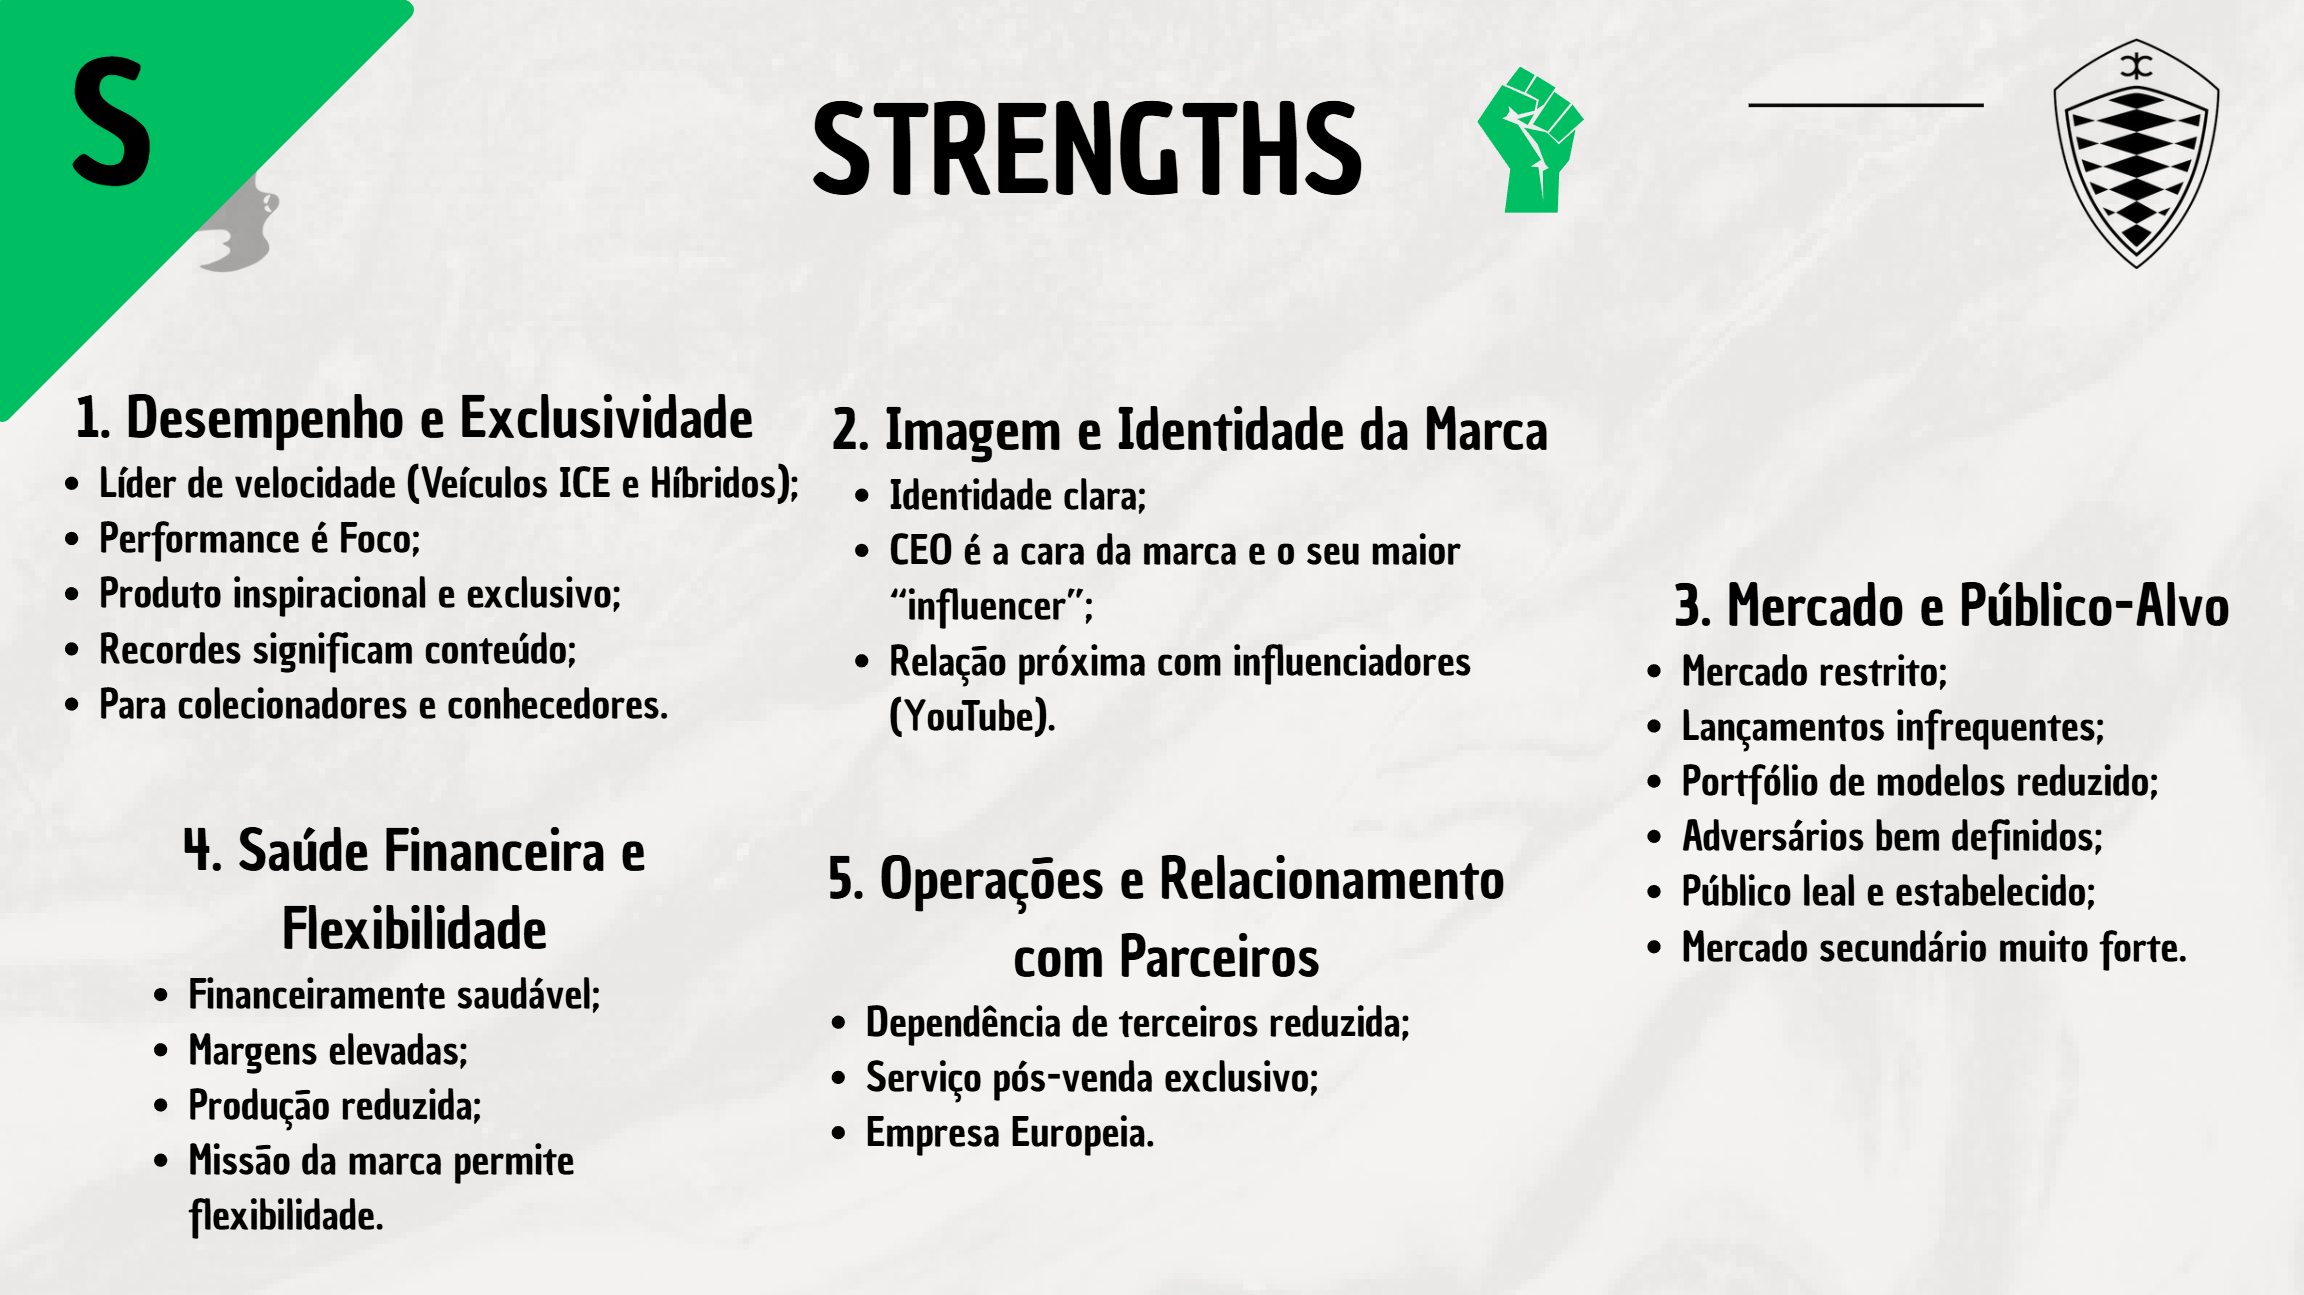 S
STRENGTHS
1. Desempenho e Exclusividade
• Líder de velocidade (Veículos ICE e Híbridos);
• Performance é Foco;
• Produto inspiracional e exclusivo;
• Recordes significam conteúdo;
• Para colecionadores e conhecedores.
2. Imagem e Identidade da Marca
• Identidade clara;
• CEO é a cara da marca e o seu maior
“influencer”;
• Relação próxima com influenciadores
(YouTube).
3. Mercado e Público-Alvo
• Mercado restrito;
• Lançamentos infrequentes;
• Portfólio de modelos reduzido;
• Adversários bem definidos;
• Público leal e estabelecido;
• Mercado secundário muito forte.
4. Saúde Financeira e
Flexibilidade
• Financeiramente saudável;
• Margens elevadas;
• Produção reduzida;
• Missão da marca permite
flexibilidade.
5. Operações e Relacionamento
com Parceiros
• Dependência de terceiros reduzida;
• Serviço pós-venda exclusivo;
• Empresa Europeia.